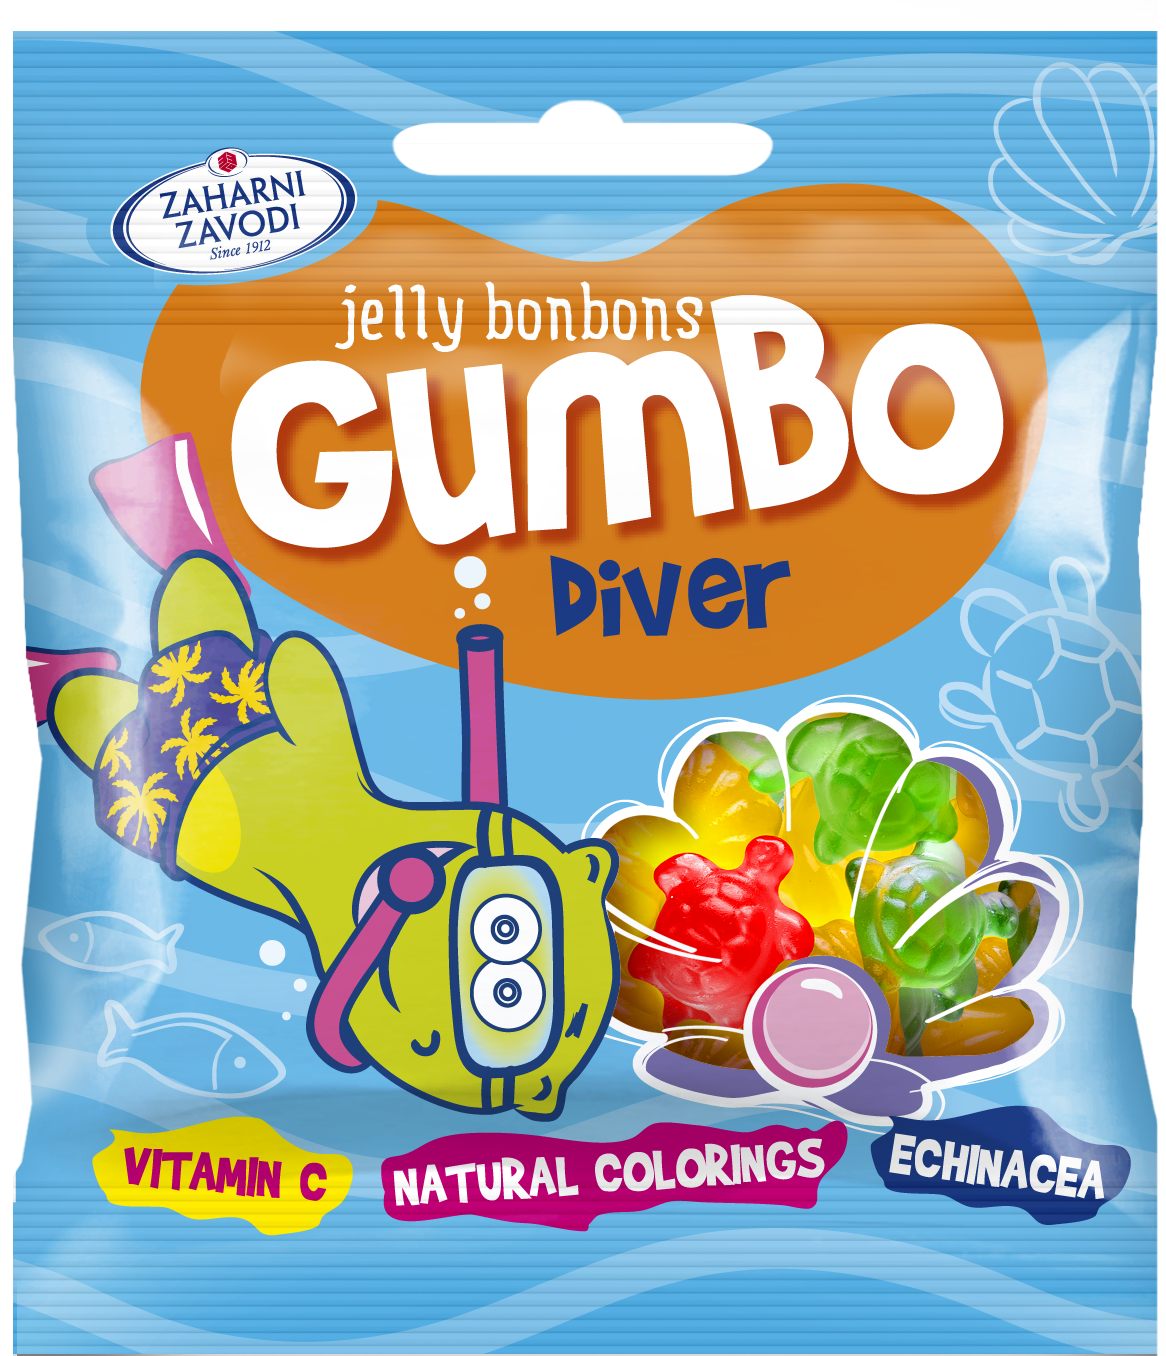 ZAHARNI
ZAVODI
Since 1912
jelly bonbons
GumBo
Diver
VITAMIN C
NATURAL COLORINGS
ECHINACEA